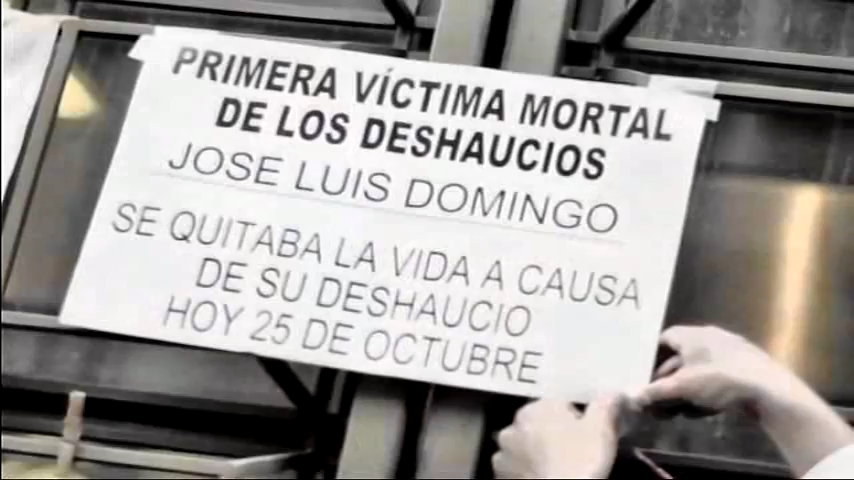 PRIMERA VÍCTIMA MORTAL
DE LOS DESHAUCIOS
JOSE LUIS DOMINGO
SE QUITABA LA VIDA A CAUSA
DE SU DESHAUCIO
HOY 25 DE OCTUBRE